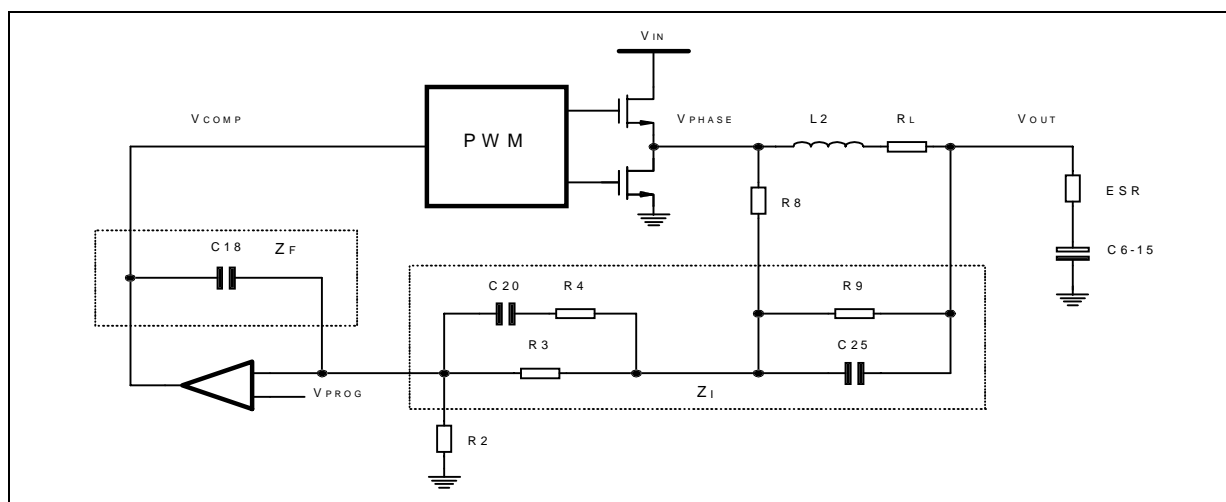 VIN
VCOMP
PWM
VPHASE
L2
RL
VOUT
R8
ESR
C18
ZF
C6-15
C20
R4
R9
R3
C25
VPROG
ZI
R2